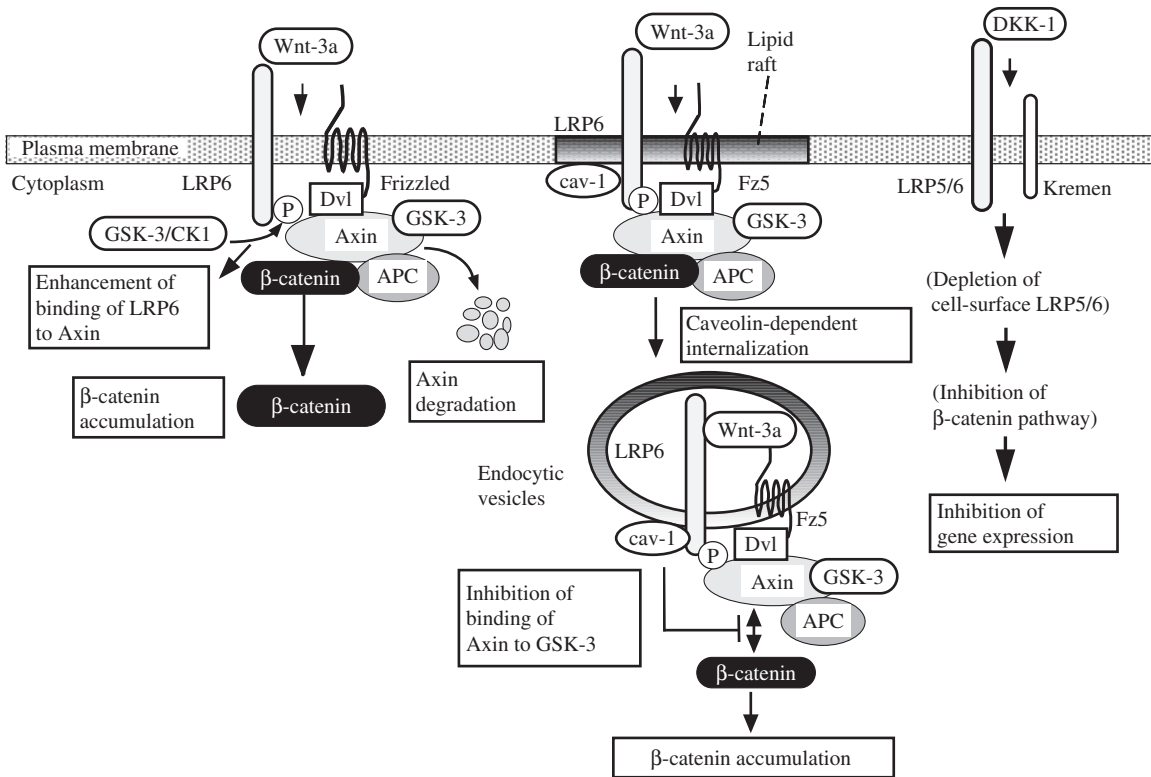 Wnt-3a
Plasma membrane
Cytoplasm
LRP6
Frizzled
P
Dvl
GSK-3/CK1
Axin
GSK-3
β-catenin
APC
Enhancement of
binding of LRP6
to Axin
β-catenin
accumulation
β-catenin
Axin
degradation
Wnt-3a
Lipid
raft
LRP6
cav-1
P
Dvl
Fz5
Axin
GSK-3
β-catenin
APC
Caveolin-dependent
internalization
LRP6
Wnt-3a
Endocytic
vesicles
Fz5
cav-1
P
Dvl
Axin
GSK-3
APC
Inhibition of
binding of
Axin to GSK-3
β-catenin
β-catenin accumulation
DKK-1
LRP5/6
Kremen
(Depletion of
cell-surface LRP5/6)
(Inhibition of
β-catenin pathway)
Inhibition of
gene expression